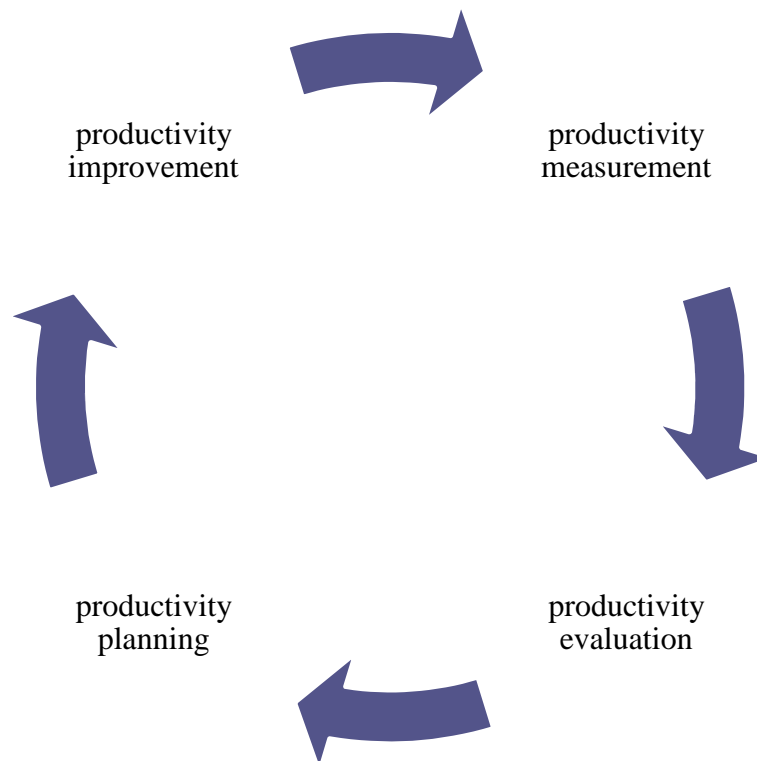 productivity
improvement
productivity
measurement
productivity
planning
productivity
evaluation